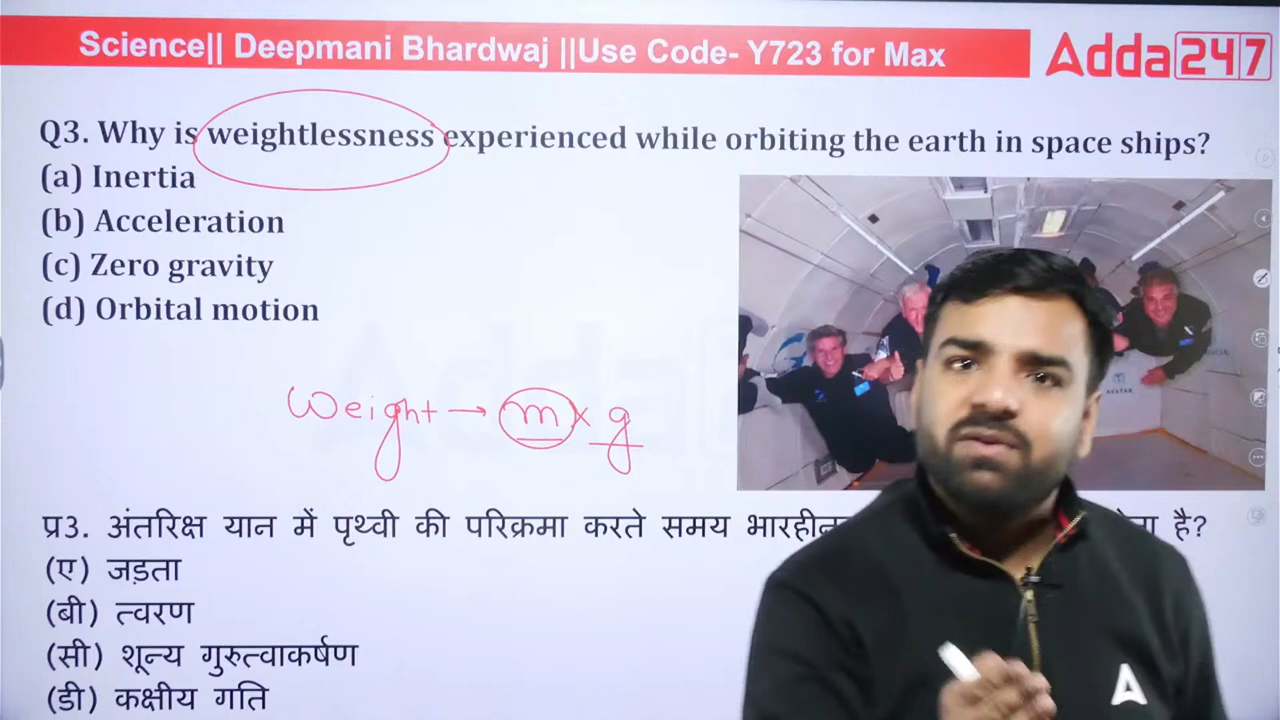 Science|| Deepmani Bhardwaj ||Use Code- Y723 for Max
Adda247
Q3. Why is weightlessness experienced while orbiting the earth in space ships?
(a) Inertia
(b) Acceleration
(c) Zero gravity
(d) Orbital motion
Weight → m x g
प्र3. अंतरिक्ष यान में पृथ्वी की परिक्रमा करते समय है?
(ए) जड़ता
(बी) त्वरण
(सी) शून्य गुरुत्वाकर्षण
(डी) कक्षीय गति